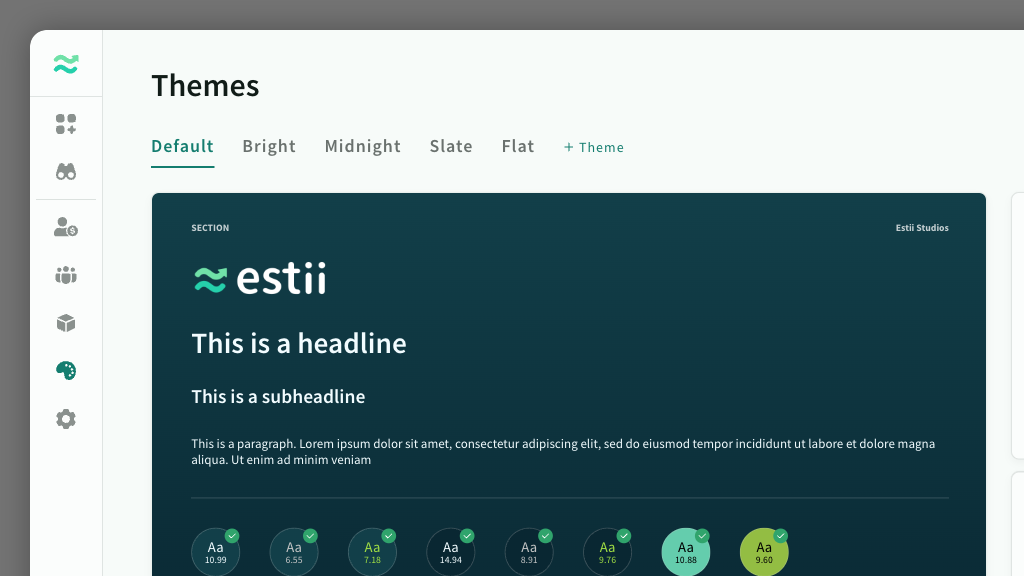 Themes
Default Bright Midnight Slate Flat + Theme
SECTION Estii Studios
estii
This is a headline
This is a subheadline
This is a paragraph. Lorem ipsum dolor sit amet, consectetur adipiscing elit, sed do eiusmod tempor incididunt ut labore et dolore magna
aliqua. Ut enim ad minim veniam
Aa Aa Aa Aa Aa Aa Aa Aa
10.99 6.55 7.18 14.94 8.91 9.76 10.88 9.60